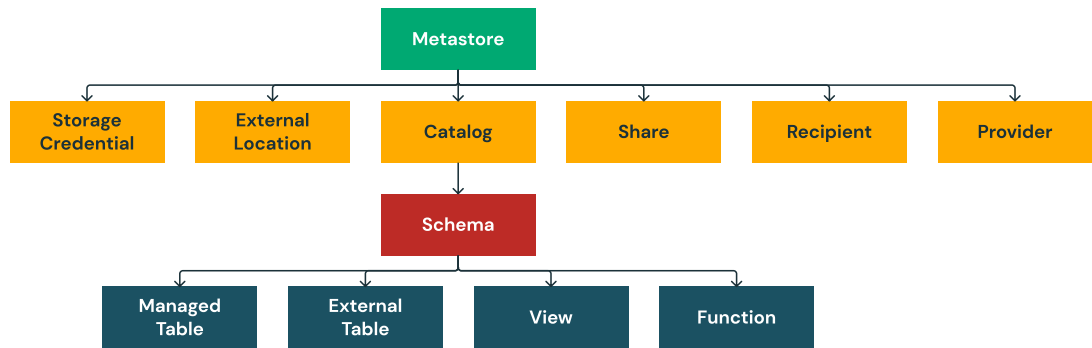 Metastore
Storage
Credential
External
Location
Catalog
Share
Recipient
Provider
Schema
Managed
Table
External
Table
View
Function